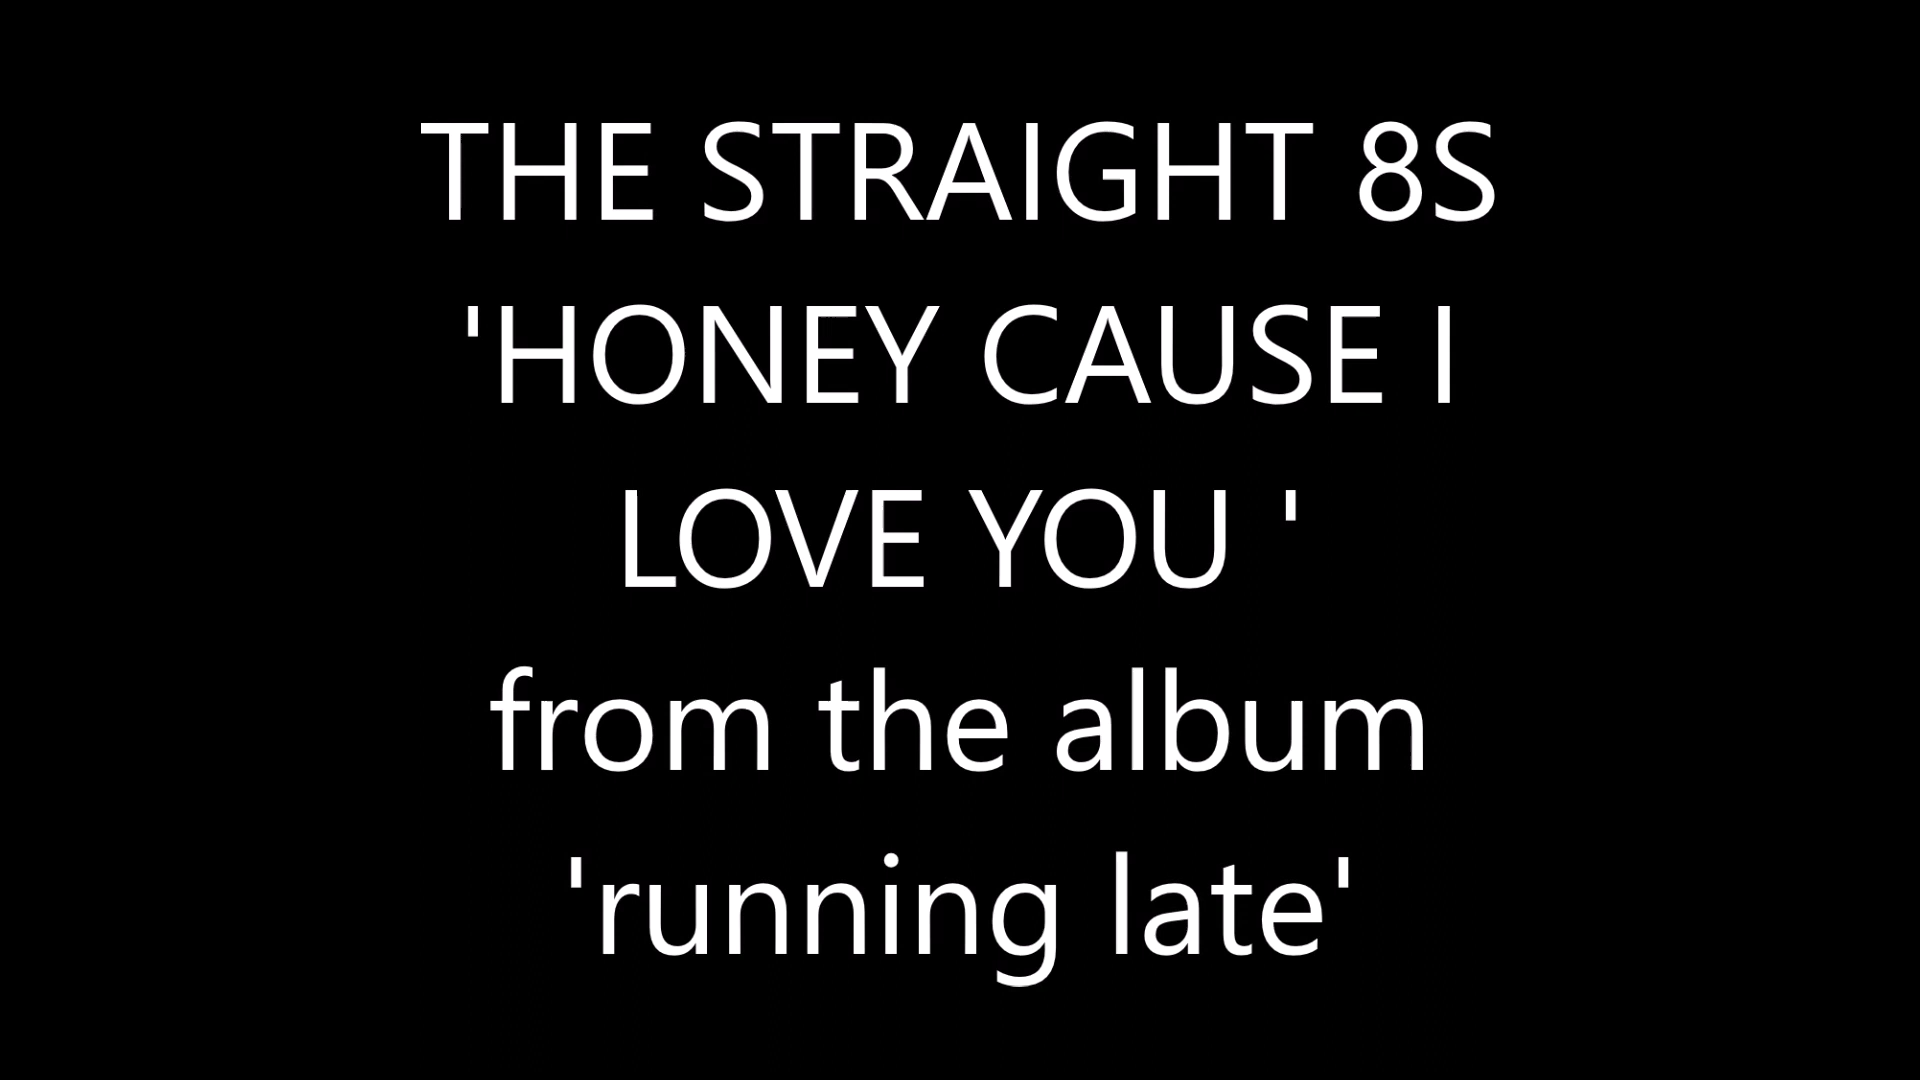 THE STRAIGHT 8S
'HONEY CAUSE I
LOVE YOU '
from the album
'running late'